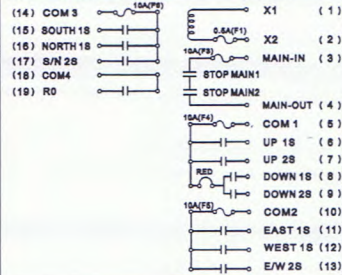 (14) COM 3 10A(F6)
(15) SOUTH 1S
(16) NORTH 1S
(17) S/N 2S
(18) COM4
(19) R0
X1 (1)
0.5A(F1)
X2 (2)
10A(F3) MAIN-IN (3)
STOP MAIN1
STOP MAIN2
MAIN-OUT (4)
10A(F4) COM 1 (5)
UP 1S (6)
UP 2S (7)
RED DOWN 1S (8)
DOWN 2S (9)
10A(F5) COM2 (10)
EAST 1S (11)
WEST 1S (12)
E/W 2S (13)